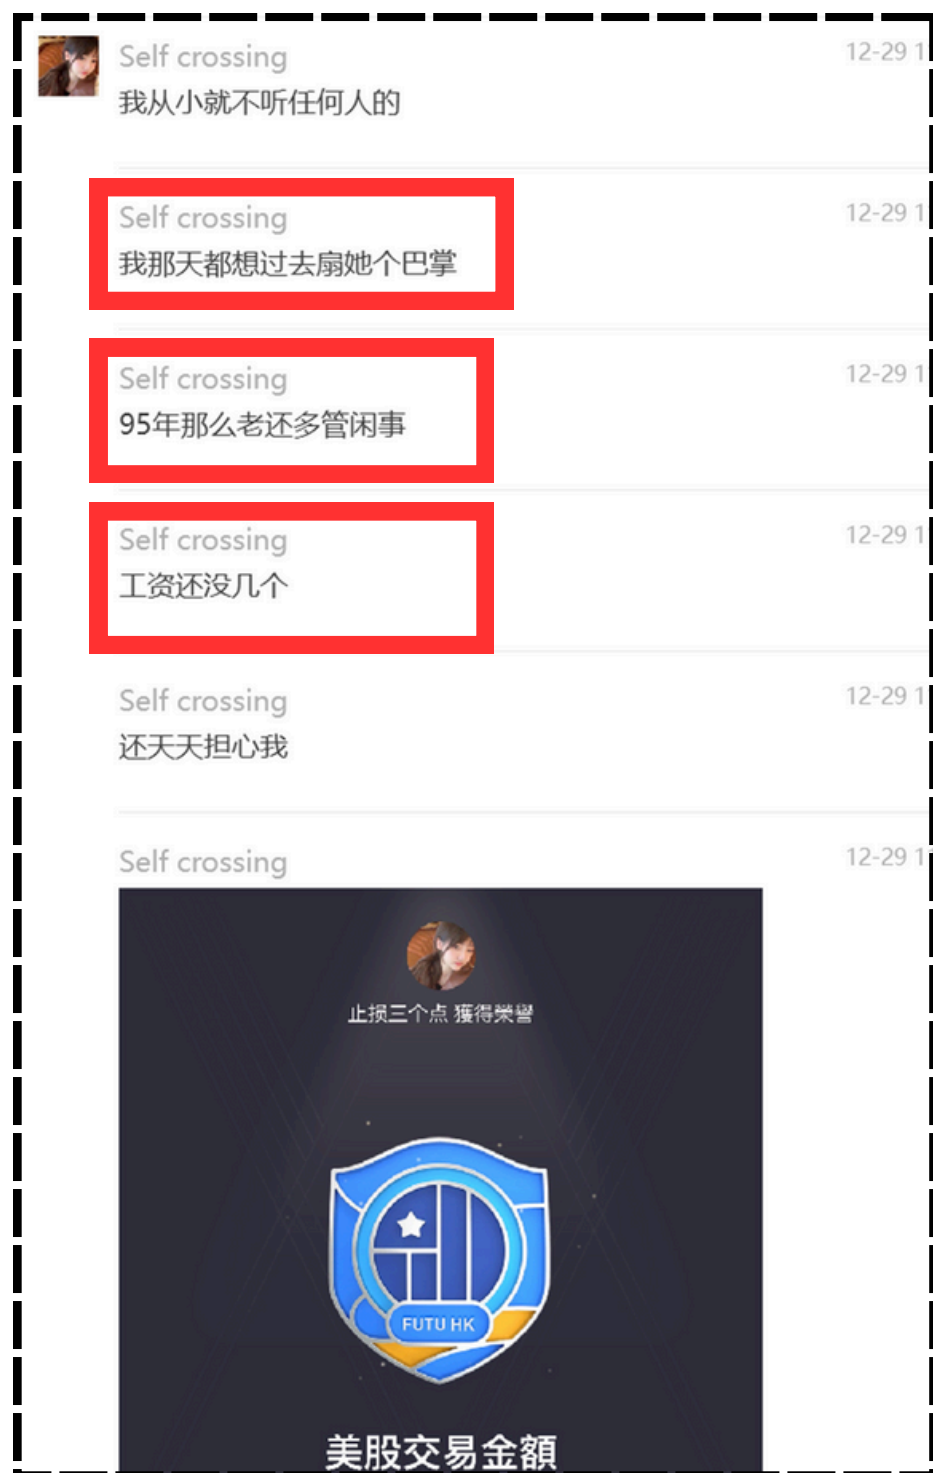 Self crossing
12-29 1
我从小就不听任何人的
Self crossing
12-29 1
我那天都想过去扇她个巴掌
Self crossing
12-29 1
95年那么老还多管闲事
Self crossing
12-29 1
工资还没几个
Self crossing
12-29 1
还天天担心我
Self crossing
12-29 1
止损三个点 獲得榮譽
FUTU HK
美股交易金額